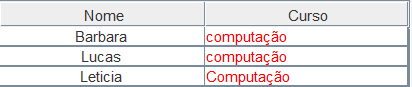 Nome Curso
Barbara computação
Lucas computação
Leticia Computação